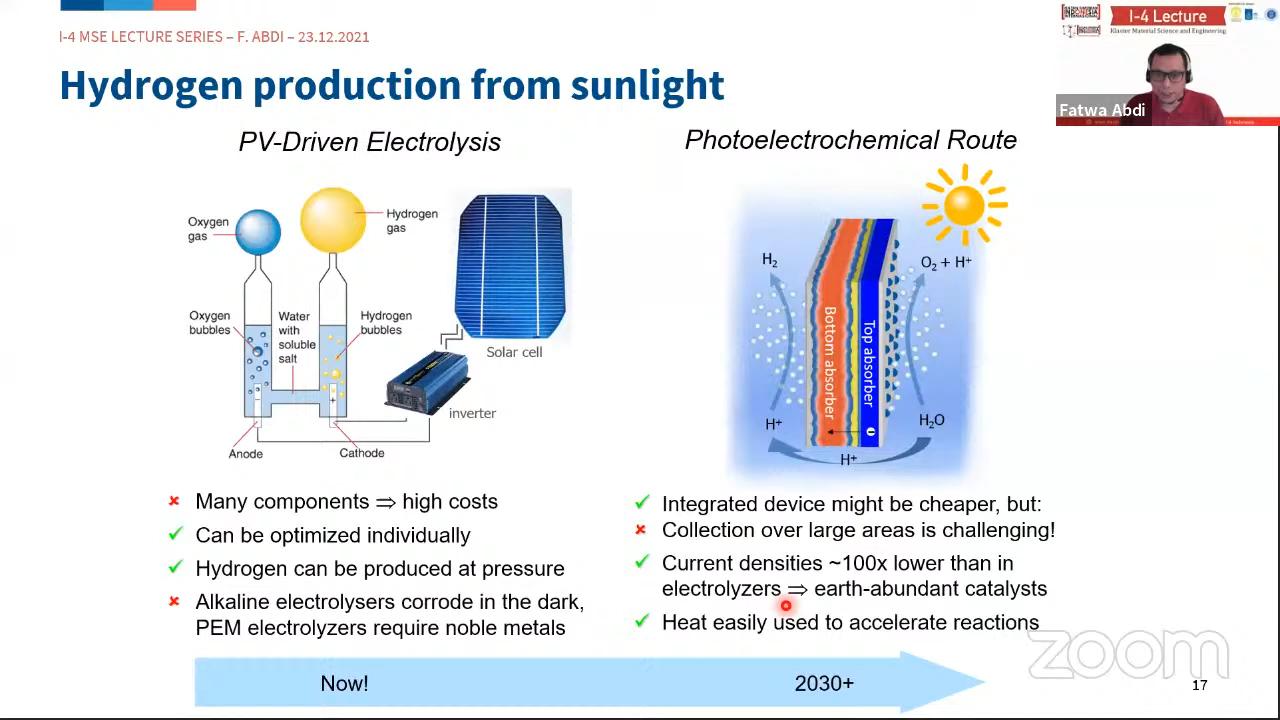 I-4 MSE LECTURE SERIES – F. ABDI – 23.12.2021
Hydrogen production from sunlight
I-4 Lecture
Klaster Material Science and Engineering
Fatwa Abdi
PV-Driven Electrolysis
Oxygen
gas
Hydrogen
gas
Oxygen
bubbles
Water
with
soluble
salt
Hydrogen
bubbles
Solar cell
inverter
Anode
Cathode
-
+
✘ Many components ⇒ high costs
✓ Can be optimized individually
✓ Hydrogen can be produced at pressure
✘ Alkaline electrolysers corrode in the dark,
PEM electrolyzers require noble metals
Photoelectrochemical Route
H₂
O₂ + H⁺
Bottom absorber
Top absorber
H⁺
H₂O
H⁺
✓ Integrated device might be cheaper, but:
✘ Collection over large areas is challenging!
✓ Current densities ~100x lower than in
electrolyzers ⇒ earth-abundant catalysts
✓ Heat easily used to accelerate reactions
Now!
2030+
zoom
17